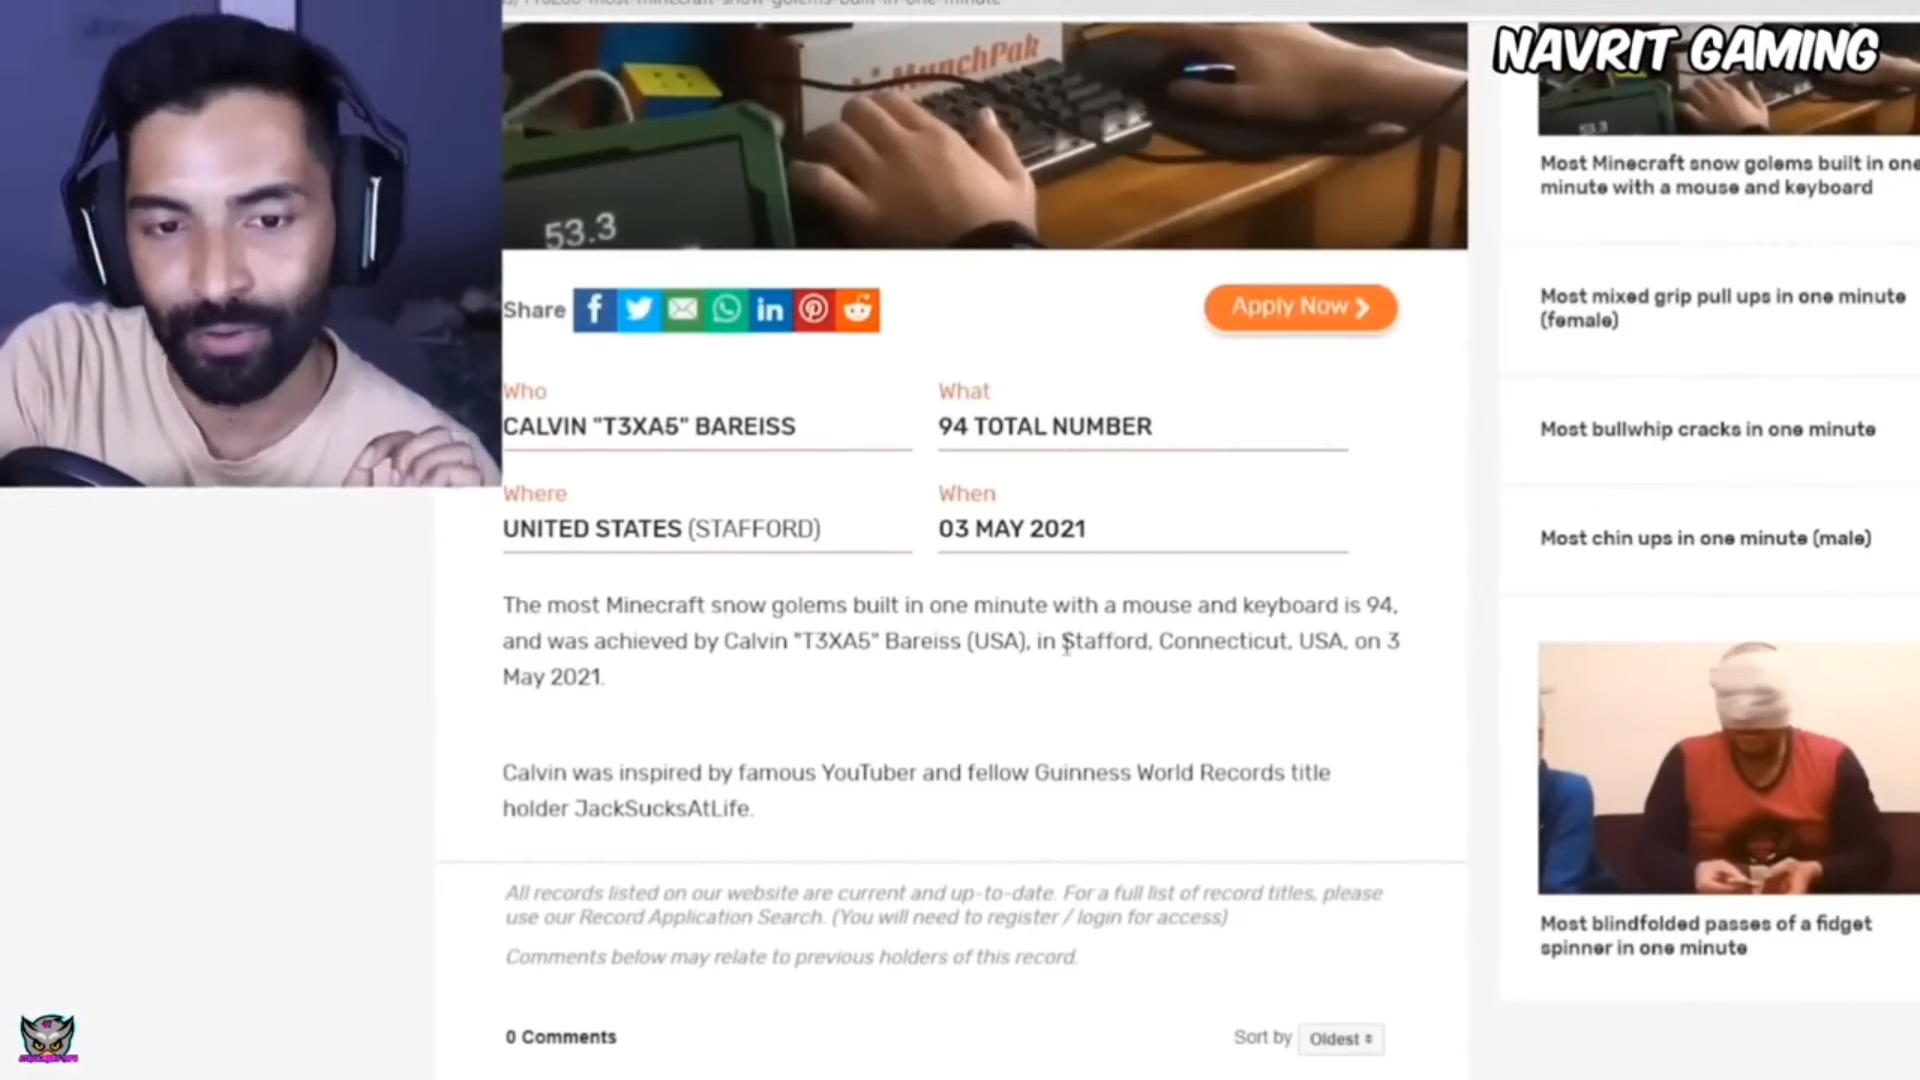 NAVRIT GAMING
MunchPak
53.3
53.3
Share
Apply Now
Who
CALVIN "T3XA5" BAREISS
What
94 TOTAL NUMBER
Where
UNITED STATES (STAFFORD)
When
03 MAY 2021
The most Minecraft snow golems built in one minute with a mouse and keyboard is 94,
and was achieved by Calvin "T3XA5" Bareiss (USA), in Stafford, Connecticut, USA, on 3
May 2021.
Calvin was inspired by famous YouTuber and fellow Guinness World Records title
holder JackSucksAtLife.
All records listed on our website are current and up-to-date. For a full list of record titles, please
use our Record Application Search. (You will need to register / login for access)
Comments below may relate to previous holders of this record.
0 Comments
Sort by Oldest
Most Minecraft snow golems built in one
minute with a mouse and keyboard
Most mixed grip pull ups in one minute
(female)
Most bullwhip cracks in one minute
Most chin ups in one minute (male)
Most blindfolded passes of a fidget
spinner in one minute